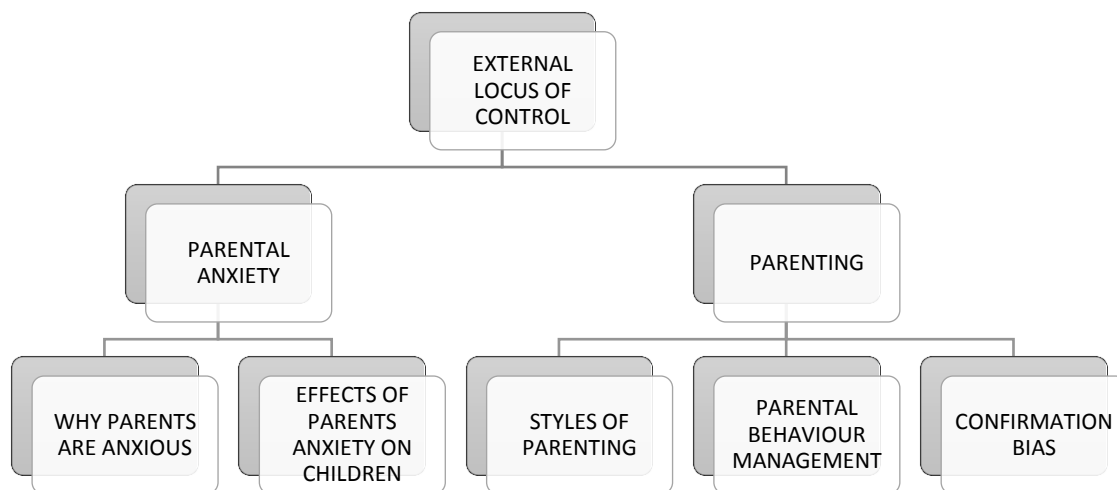 EXTERNAL
LOCUS OF
CONTROL
PARENTAL
ANXIETY
PARENTING
WHY PARENTS
ARE ANXIOUS
EFFECTS OF
PARENTS
ANXIETY ON
CHILDREN
STYLES OF
PARENTING
PARENTAL
BEHAVIOUR
MANAGEMENT
CONFIRMATION
BIAS